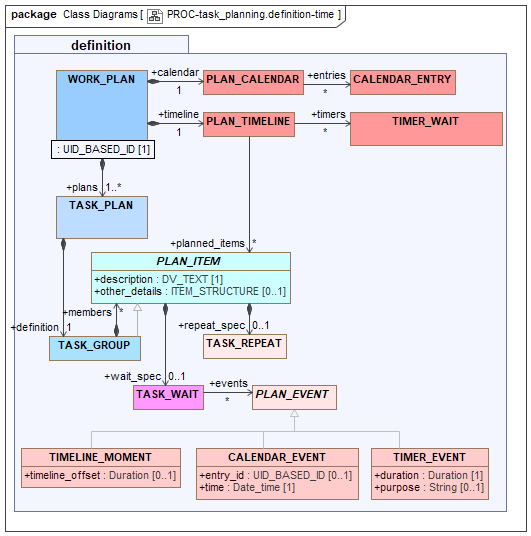 package Class Diagrams [ PROC-task_planning.definition-time ]
definition
WORK_PLAN
: UID_BASED_ID [1]
+calendar
1
PLAN_CALENDAR
+entries
*
CALENDAR_ENTRY
+timeline
1
PLAN_TIMELINE
+timers
*
TIMER_WAIT
+plans
1..*
TASK_PLAN
+planned_items
*
PLAN_ITEM
+description : DV_TEXT [1]
+other_details : ITEM_STRUCTURE [0..1]
+members
*
+definition
1
TASK_GROUP
+repeat_spec
0..1
TASK_REPEAT
+wait_spec
0..1
TASK_WAIT
+events
*
PLAN_EVENT
TIMELINE_MOMENT
+timeline_offset : Duration [0..1]
CALENDAR_EVENT
+entry_id : UID_BASED_ID [0..1]
+time : Date_time [1]
TIMER_EVENT
+duration : Duration [1]
+purpose : String [0..1]